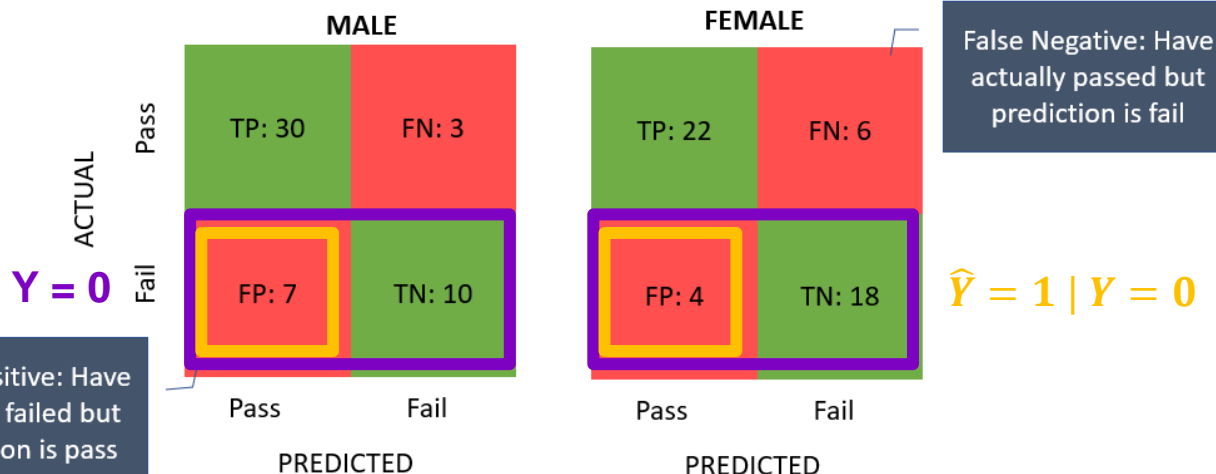 MALE
FEMALE
False Negative: Have
actually passed but
prediction is fail
Pass
TP: 30
FN: 3
TP: 22
FN: 6
ACTUAL
Y = 0
Fail
FP: 7
TN: 10
FP: 4
TN: 18
Ŷ = 1 | Y = 0
sitive: Have
failed but
on is pass
Pass
Fail
Pass
Fail
PREDICTED
PREDICTED